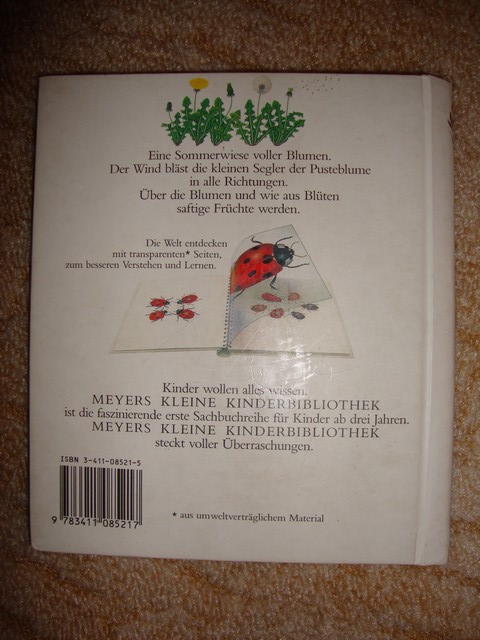 Eine Sommerwiese voller Blumen.
Der Wind bläst die kleinen Segler der Pusteblume
in alle Richtungen.
Über die Blumen und wie aus Blüten
saftige Früchte werden.
Die Welt entdecken
mit transparenten* Seiten,
zum besseren Verstehen und Lernen.
Kinder wollen alles wissen.
MEYERS KLEINE KINDERBIBLIOTHEK
ist die faszinierende erste Sachbuchreihe für Kinder ab drei Jahren.
MEYERS KLEINE KINDERBIBLIOTHEK
steckt voller Überraschungen.
ISBN 3-411-08521-5
9 783411 085217
* aus umweltverträglichem Material